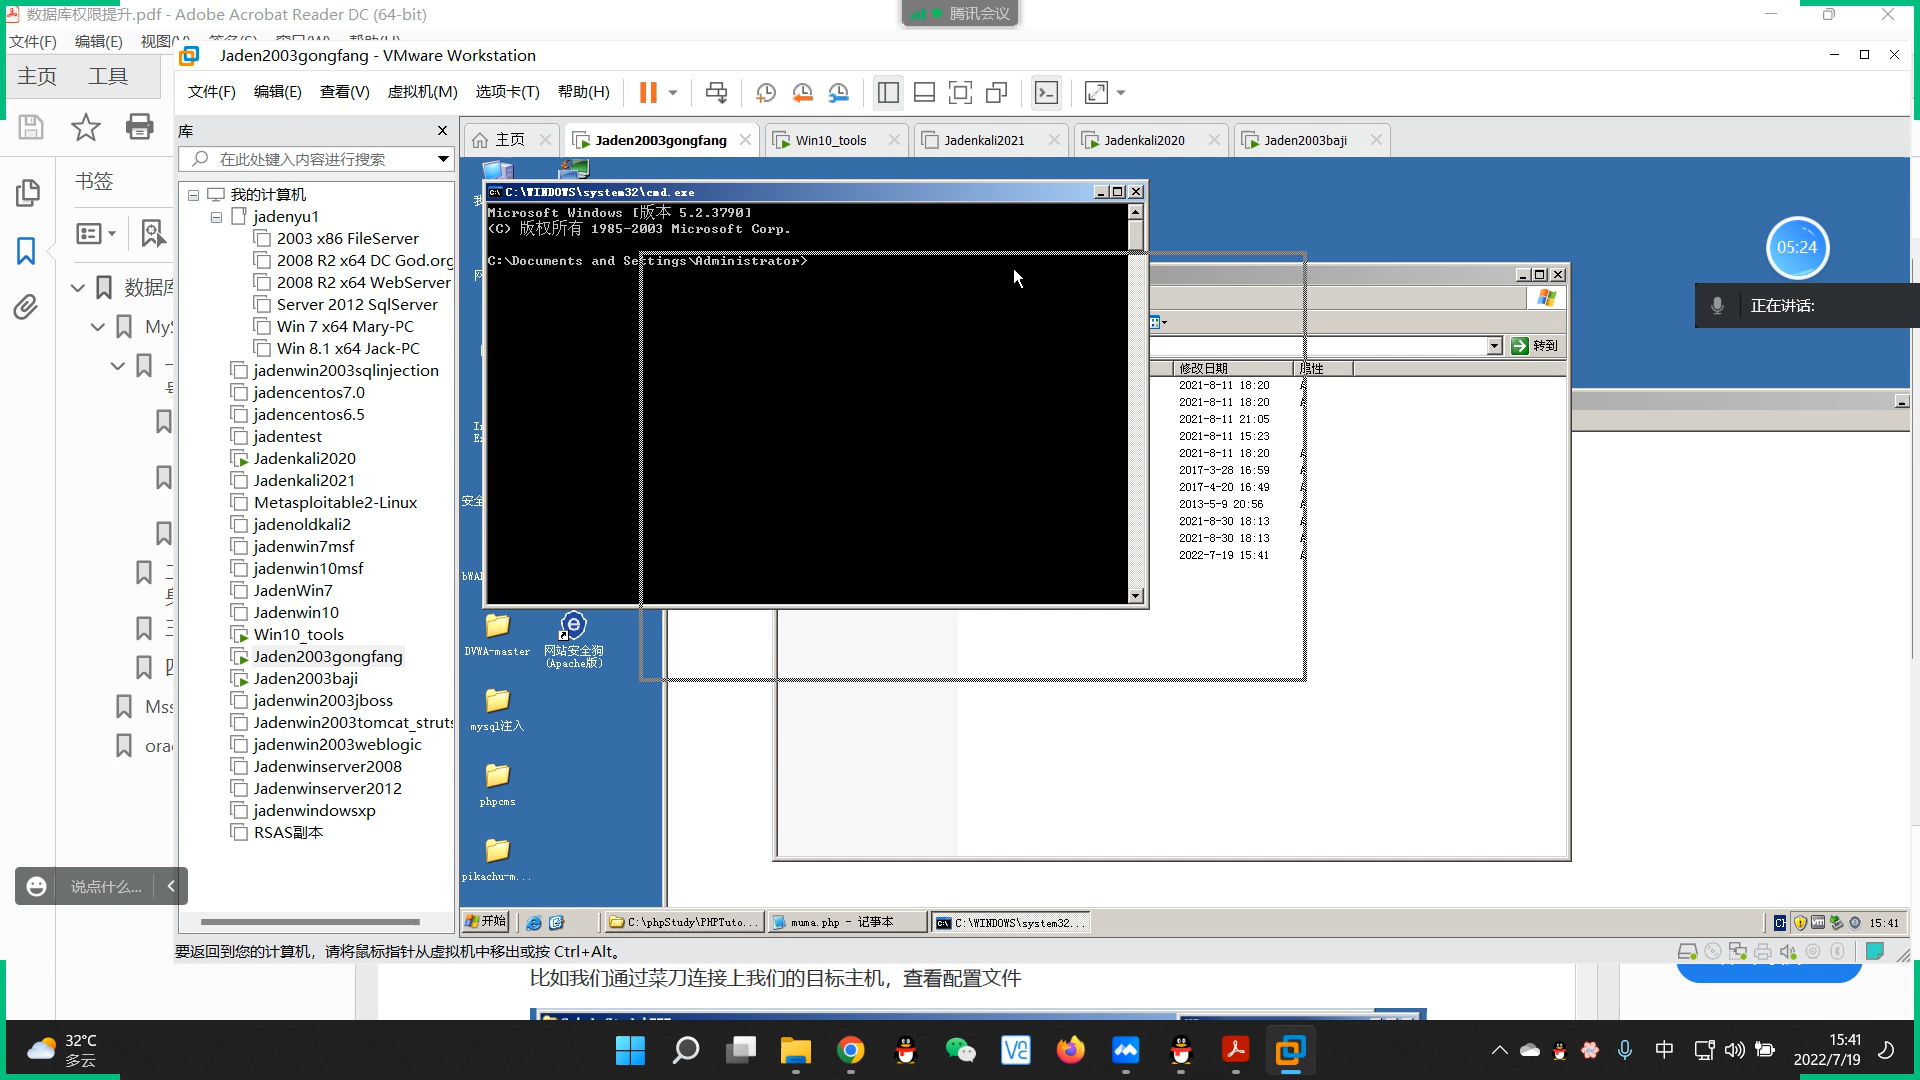 数据库权限提升.pdf - Adobe Acrobat Reader DC (64-bit)
腾讯会议
文件(F) 编辑(E)
主页 工具
书签
Jaden2003gongfang - VMware Workstation
文件(F) 编辑(E) 查看(V) 虚拟机(M) 选项卡(T) 帮助(H)
库
在此处键入内容进行搜索
我的计算机
jadenyu1
2003 x86 FileServer
2008 R2 x64 DC God.org
2008 R2 x64 WebServer
Server 2012 SqlServer
Win 7 x64 Mary-PC
Win 8.1 x64 Jack-PC
jadenwin2003sqlinjection
jadencentos7.0
jadencentos6.5
jadentest
Jadenkali2020
Jadenkali2021
Metasploitable2-Linux
jadenoldkali2
jadenwin7msf
jadenwin10msf
JadenWin7
Jadenwin10
Win10_tools
Jaden2003gongfang
Jaden2003baji
jadenwin2003jboss
Jadenwin2003tomcat_struts
jadenwin2003weblogic
Jadenwinserver2008
Jadenwinserver2012
jadenwindowsxp
RSAS副本
主页 Jaden2003gongfang Win10_tools Jadenkali2021 Jadenkali2020 Jaden2003baji
C:\WINDOWS\system32\cmd.exe
Microsoft Windows [版本 5.2.3790]
(C) 版权所有 1985-2003 Microsoft Corp.
C:\Documents and Settings\Administrator>
05:24
正在讲话:
转到
修改日期 属性
2021-8-11 18:20 A
2021-8-11 18:20 A
2021-8-11 21:05
2021-8-11 15:23
2021-8-11 18:20 A
2017-3-28 16:59 A
2017-4-20 16:49 A
2013-5-9 20:56 A
2021-8-30 18:13 A
2021-8-30 18:13 A
2022-7-19 15:41 A
DVWA-master
网站安全狗
(Apache版)
mysql注入
phpcms
pikachu-m...
开始 C:\phpStudy\PHPTuto... muma.php - 记事本 C:\WINDOWS\system32... CH 15:41
说点什么...
要返回到您的计算机，请将鼠标指针从虚拟机中移出或按 Ctrl+Alt。
比如我们通过菜刀连接上我们的目标主机，查看配置文件
32°C
多云
中
15:41
2022/7/19